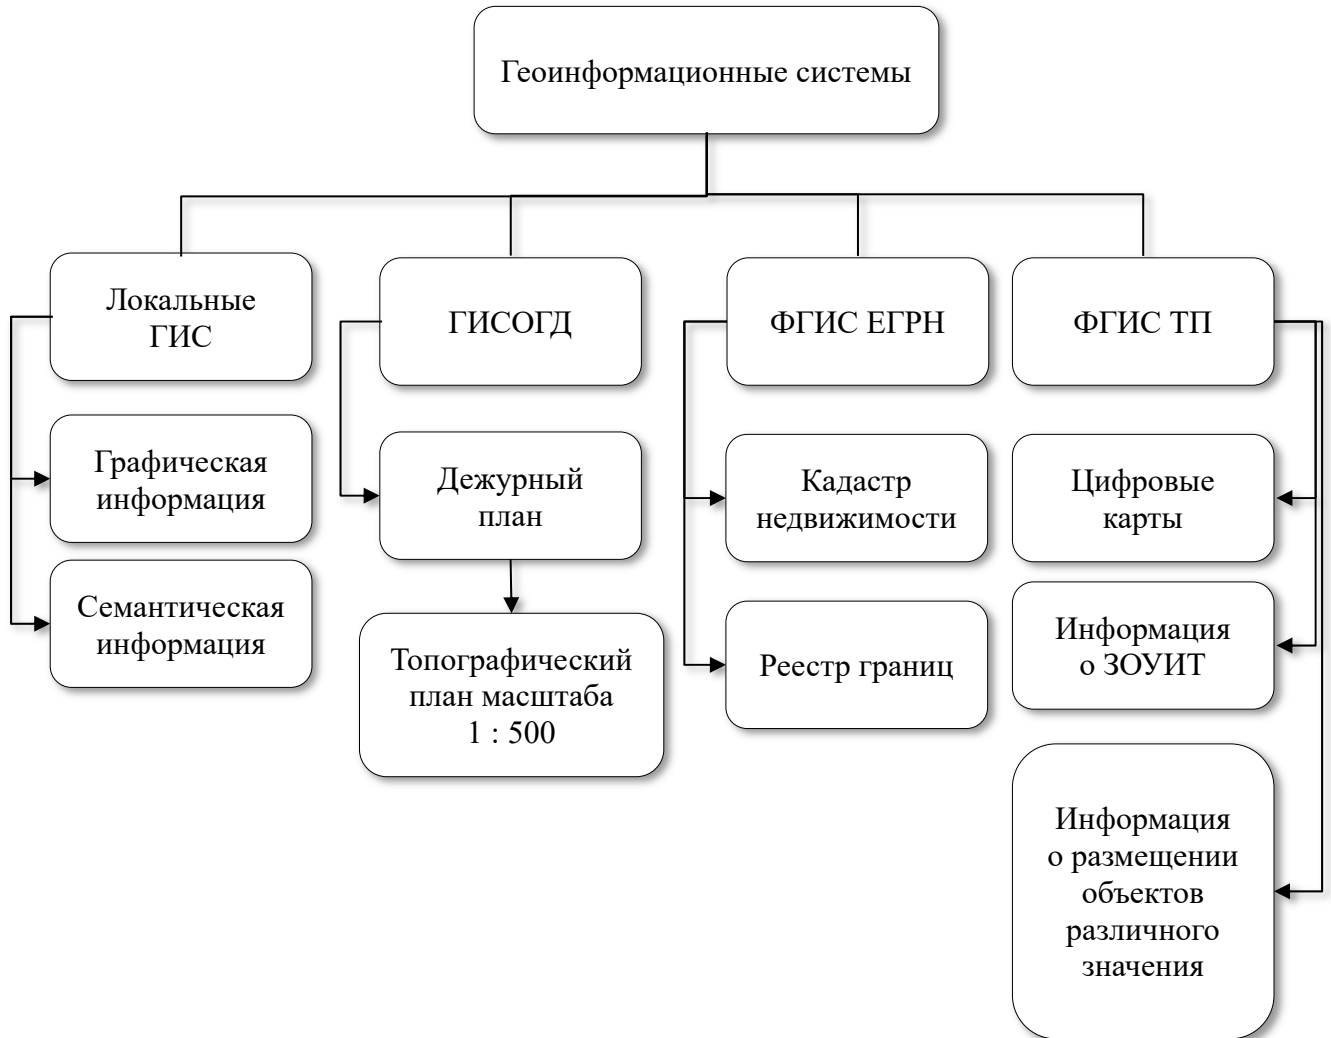 Геоинформационные системы
Локальные
ГИС
ГИСОГД
ФГИС ЕГРН
ФГИС ТП
Графическая
информация
Семантическая
информация
Дежурный
план
Топографический
план масштаба
1 : 500
Кадастр
недвижимости
Реестр границ
Цифровые
карты
Информация
о ЗОУИТ
Информация
о размещении
объектов
различного
значения